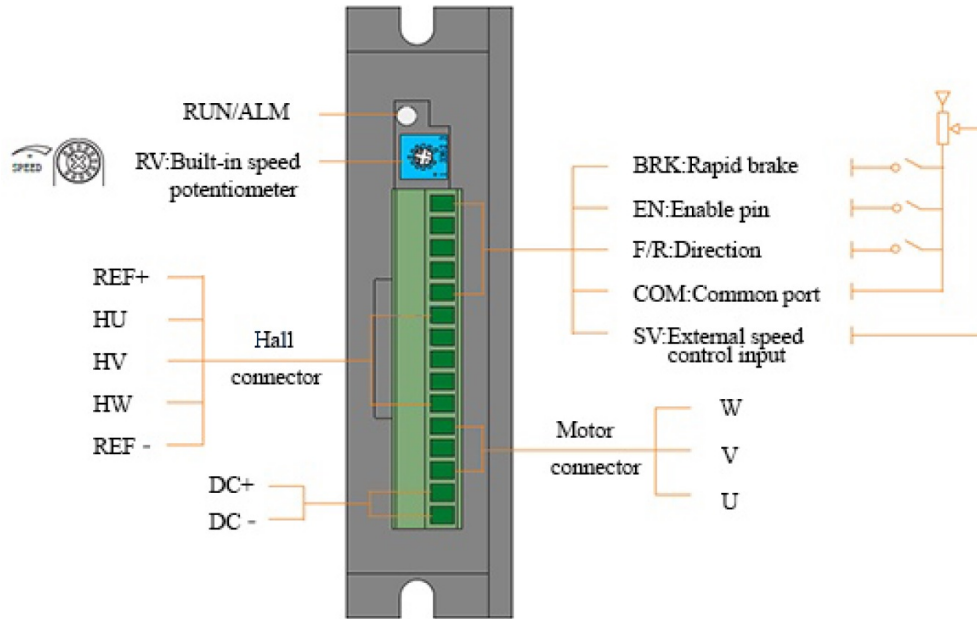 RUN/ALM
SPEED
RV:Built-in speed
potentiometer
REF+
HU
HV
HW
REF -
Hall
connector
DC+
DC -
BRK:Rapid brake
EN:Enable pin
F/R:Direction
COM:Common port
SV:External speed
control input
Motor
connector
W
V
U